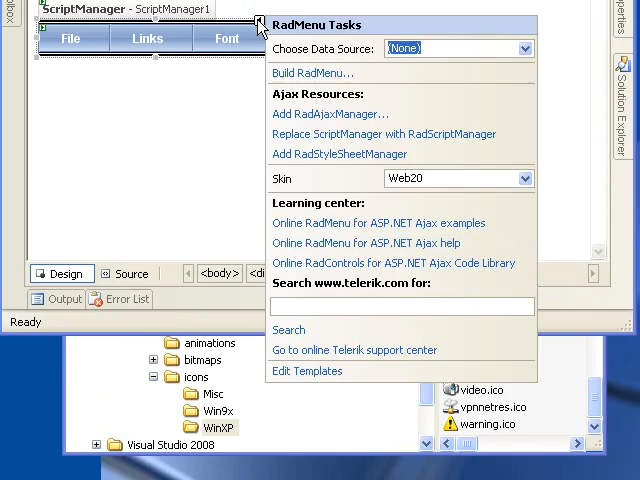 ScriptManager - ScriptManager1
File
Links
Font
RadMenu Tasks
Choose Data Source:
(None)
Build RadMenu...
Ajax Resources:
Add RadAjaxManager...
Replace ScriptManager with RadScriptManager
Add RadStyleSheetManager
Skin
Web20
Learning center:
Online RadMenu for ASP.NET Ajax examples
Online RadMenu for ASP.NET Ajax help
Online RadControls for ASP.NET Ajax Code Library
Search www.telerik.com for:
Search
Go to online Telerik support center
Edit Templates
Solution Explorer
Design
Source
<body>
Output
Error List
Ready
animations
bitmaps
icons
Misc
Win9x
WinXP
Visual Studio 2008
video.ico
vpnnetres.ico
warning.ico